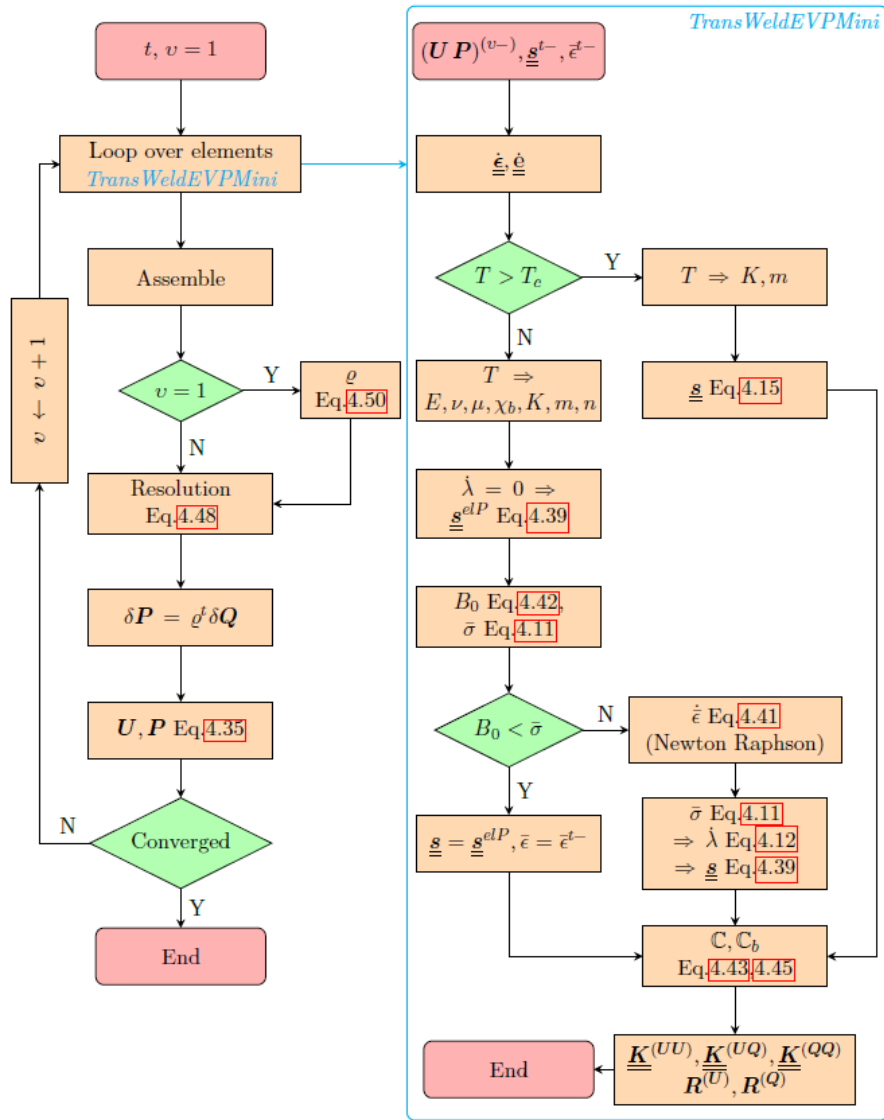 t, υ = 1
Loop over elements
TransWeldEVPMini
Assemble
υ = 1
Y
ϱ
Eq.4.50
N
Resolution
Eq.4.48
δP = ϱᵗδQ
U, P Eq.4.35
Converged
N
υ ← υ + 1
Y
End
TransWeldEVPMini
(U P)⁽ᵛ⁻⁾, s̳ᵗ⁻, ϵ̄ᵗ⁻
ϵ̳̇, ė̳
T > T_c
Y
T ⇒ K, m
s̳ Eq.4.15
N
T ⇒
E, ν, μ, χ_b, K, m, n
λ̇ = 0 ⇒
s̳ᵉˡᴾ Eq.4.39
B₀ Eq.4.42,
σ̄ Eq.4.11
B₀ < σ̄
N
ϵ̄̇ Eq.4.41
(Newton Raphson)
Y
s̳ = s̳ᵉˡᴾ, ϵ̄ = ϵ̄ᵗ⁻
σ̄ Eq.4.11
⇒ λ̇ Eq.4.12
⇒ s̳ Eq.4.39
ℂ, ℂ_b
Eq.4.43,4.45
K̳^(UU), K̳^(UQ), K̳^(QQ)
R^(U), R^(Q)
End